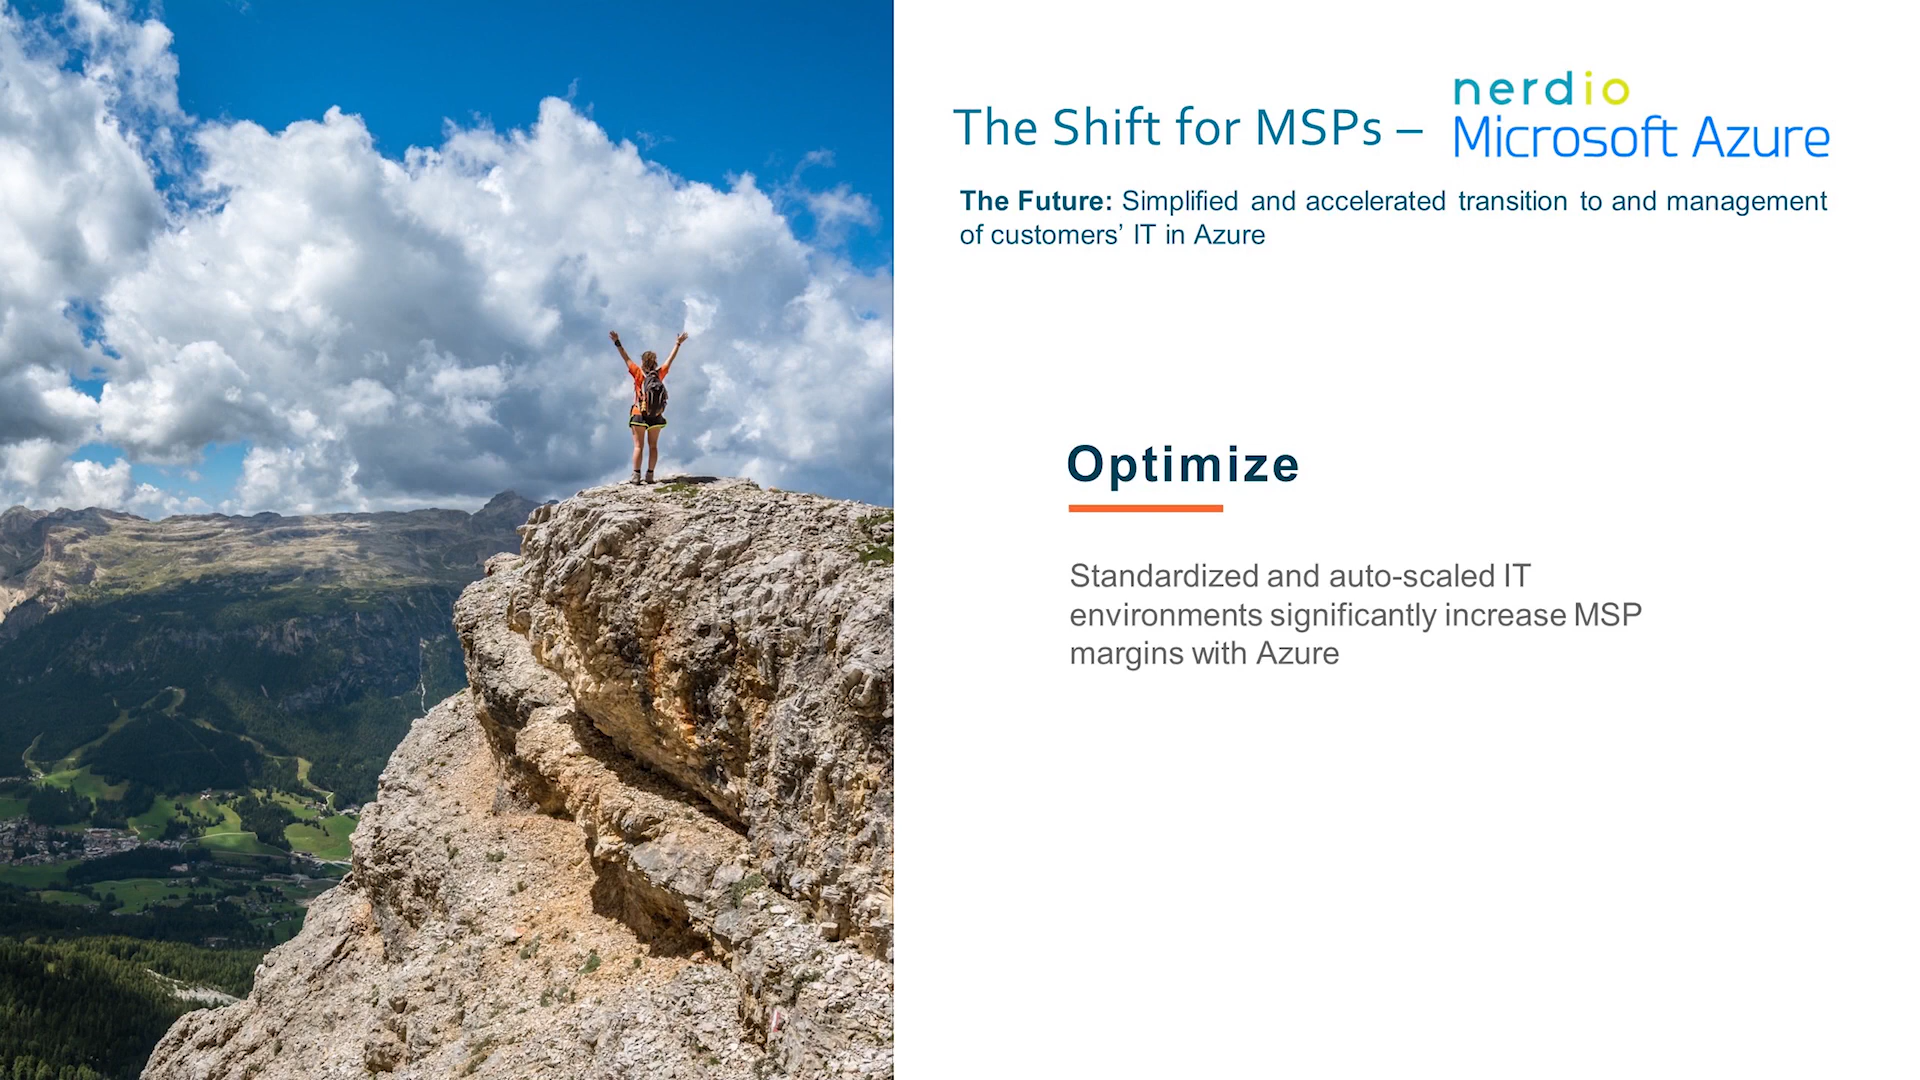 The Shift for MSPs –
nerdio
Microsoft Azure
The Future: Simplified and accelerated transition to and management
of customers’ IT in Azure
Optimize
Standardized and auto-scaled IT
environments significantly increase MSP
margins with Azure